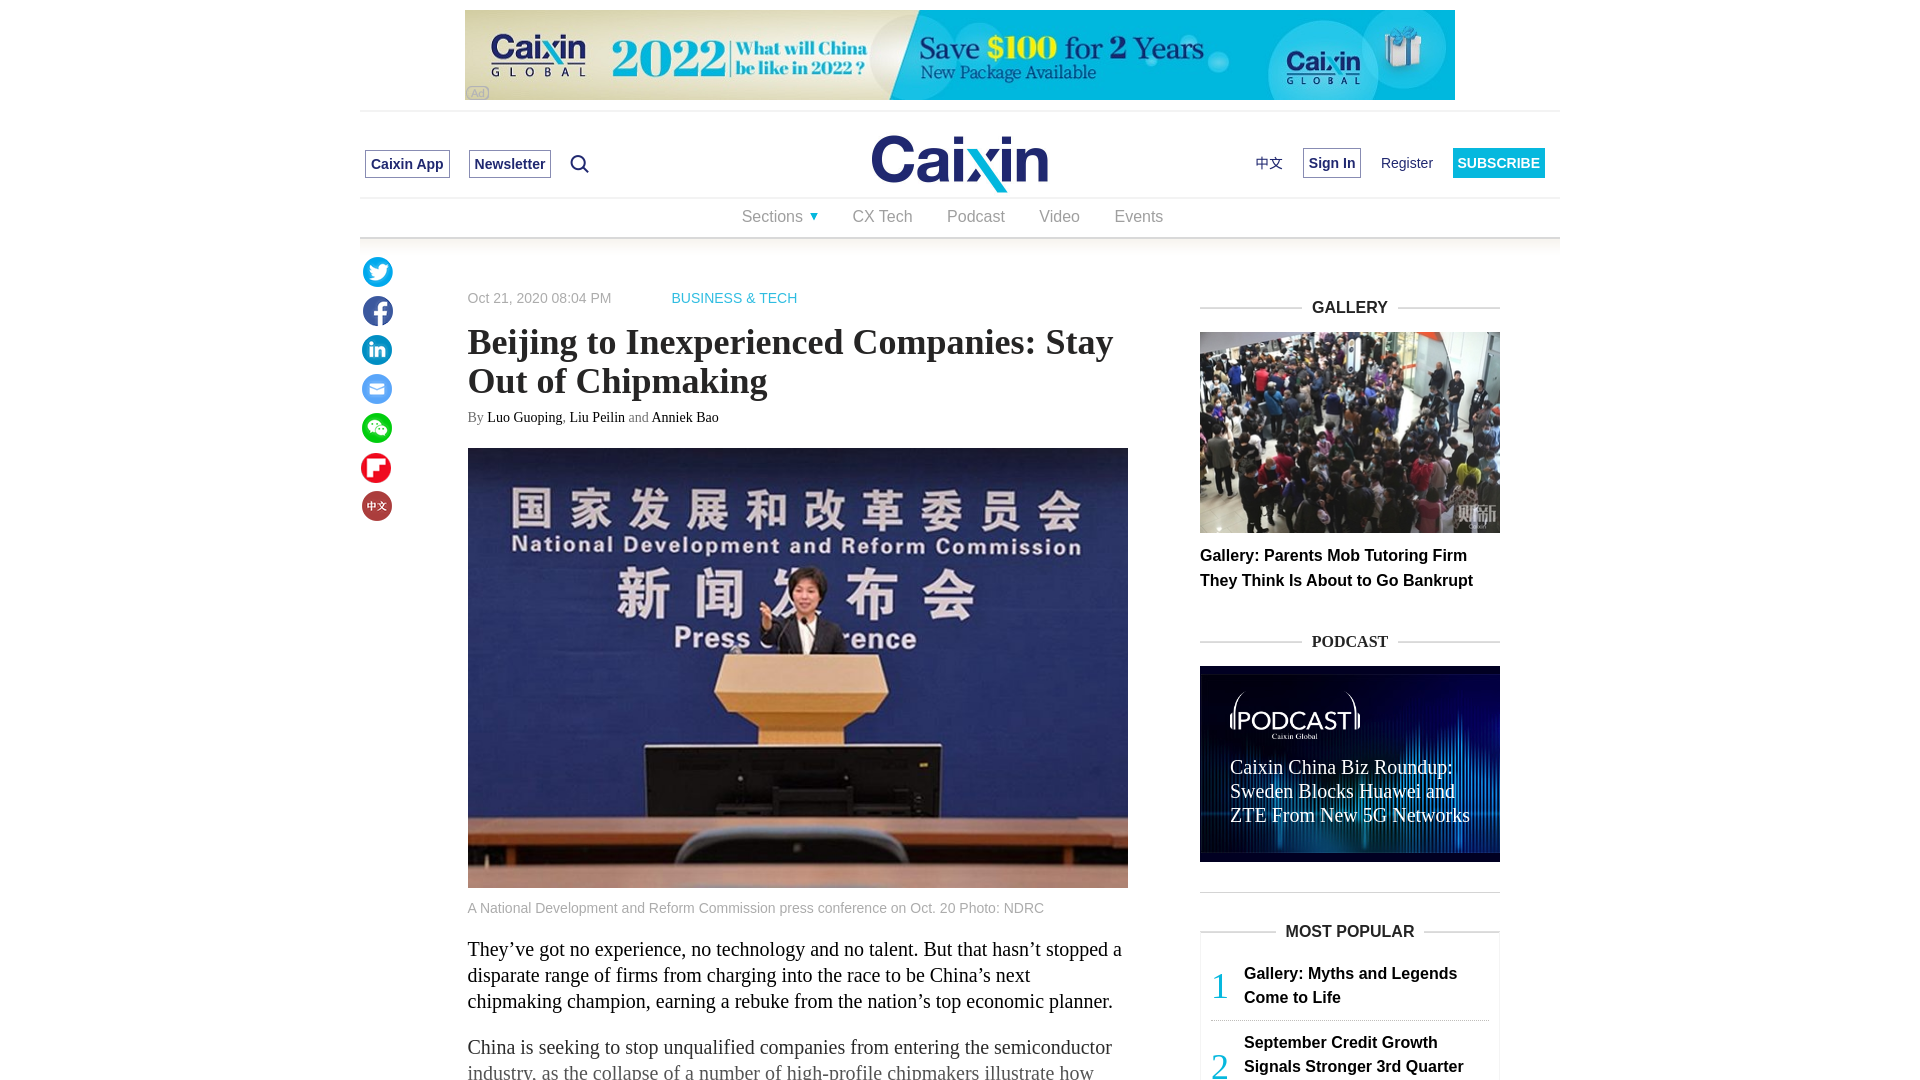 Caixin
GLOBAL
2022
What will China
be like in 2022 ?
Save $100 for 2 Years
New Package Available
Caixin
GLOBAL
Ad
Caixin App
Newsletter
Caixin
中文
Sign In
Register
SUBSCRIBE
Sections ▼
CX Tech
Podcast
Video
Events
中文
Oct 21, 2020 08:04 PM
BUSINESS & TECH
Beijing to Inexperienced Companies: Stay
Out of Chipmaking
By Luo Guoping, Liu Peilin and Anniek Bao
国家发展和改革委员会
National Development and Reform Commission
新闻发布会
Press
rence
A National Development and Reform Commission press conference on Oct. 20 Photo: NDRC
They’ve got no experience, no technology and no talent. But that hasn’t stopped a
disparate range of firms from charging into the race to be China’s next
chipmaking champion, earning a rebuke from the nation’s top economic planner.
China is seeking to stop unqualified companies from entering the semiconductor
industry, as the collapse of a number of high-profile chipmakers illustrate how
GALLERY
财新
Gallery: Parents Mob Tutoring Firm
They Think Is About to Go Bankrupt
PODCAST
PODCAST
Caixin Global
Caixin China Biz Roundup:
Sweden Blocks Huawei and
ZTE From New 5G Networks
MOST POPULAR
1
Gallery: Myths and Legends
Come to Life
2
September Credit Growth
Signals Stronger 3rd Quarter